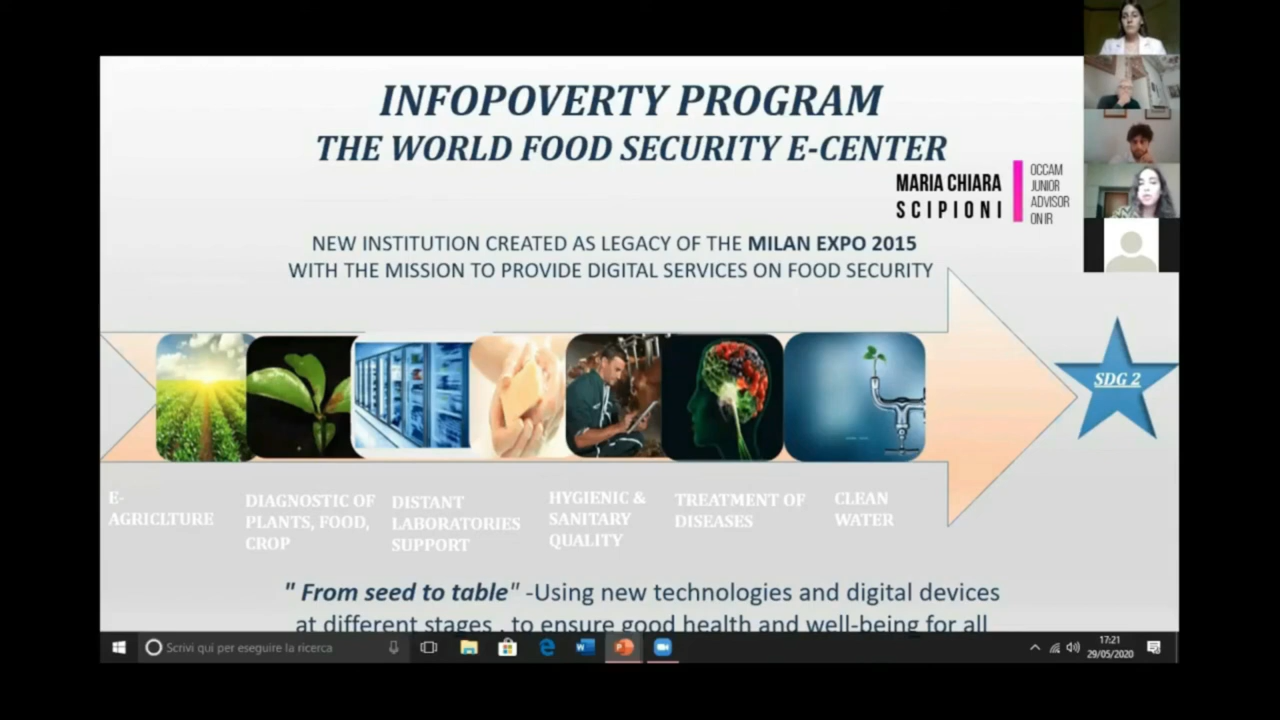 INFOPOVERTY PROGRAM
THE WORLD FOOD SECURITY E-CENTER
MARIA CHIARA
SCIPIONI
OCCAM
JUNIOR
ADVISOR
ON IR
NEW INSTITUTION CREATED AS LEGACY OF THE MILAN EXPO 2015
WITH THE MISSION TO PROVIDE DIGITAL SERVICES ON FOOD SECURITY
SDG 2
E-
AGRICLTURE
DIAGNOSTIC OF
PLANTS, FOOD,
CROP
DISTANT
LABORATORIES
SUPPORT
HYGIENIC &
SANITARY
QUALITY
TREATMENT OF
DISEASES
CLEAN
WATER
" From seed to table" -Using new technologies and digital devices
at different stages , to ensure good health and well-being for all
Scrivi qui per eseguire la ricerca
17:21
29/05/2020